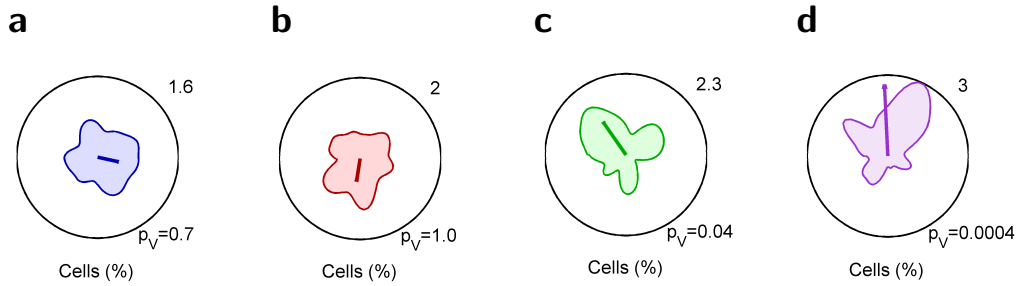 a b c d
1.6 2 2.3 3
p_V=0.7 p_V=1.0 p_V=0.04 p_V=0.0004
Cells (%) Cells (%) Cells (%) Cells (%)